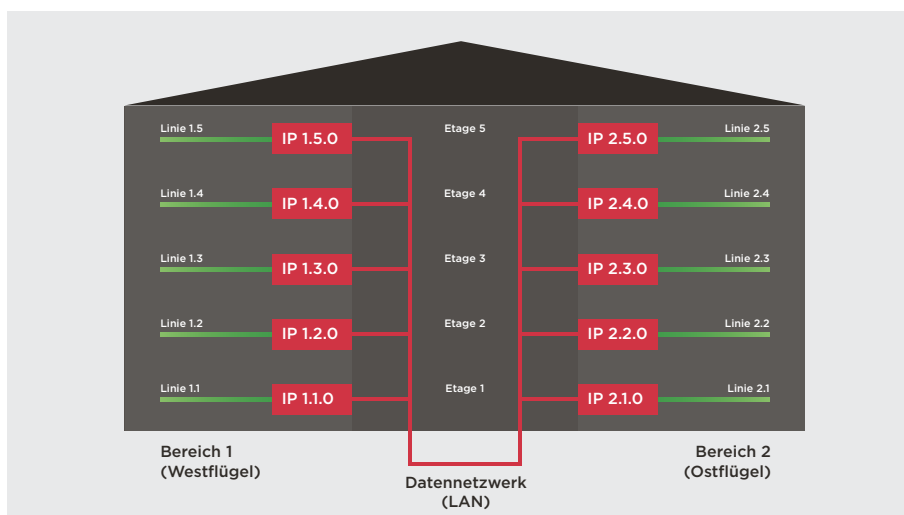 Linie 1.5
IP 1.5.0
Etage 5
IP 2.5.0
Linie 2.5
Linie 1.4
IP 1.4.0
Etage 4
IP 2.4.0
Linie 2.4
Linie 1.3
IP 1.3.0
Etage 3
IP 2.3.0
Linie 2.3
Linie 1.2
IP 1.2.0
Etage 2
IP 2.2.0
Linie 2.2
Linie 1.1
IP 1.1.0
Etage 1
IP 2.1.0
Linie 2.1
Bereich 1
(Westflügel)
Datennetzwerk
(LAN)
Bereich 2
(Ostflügel)